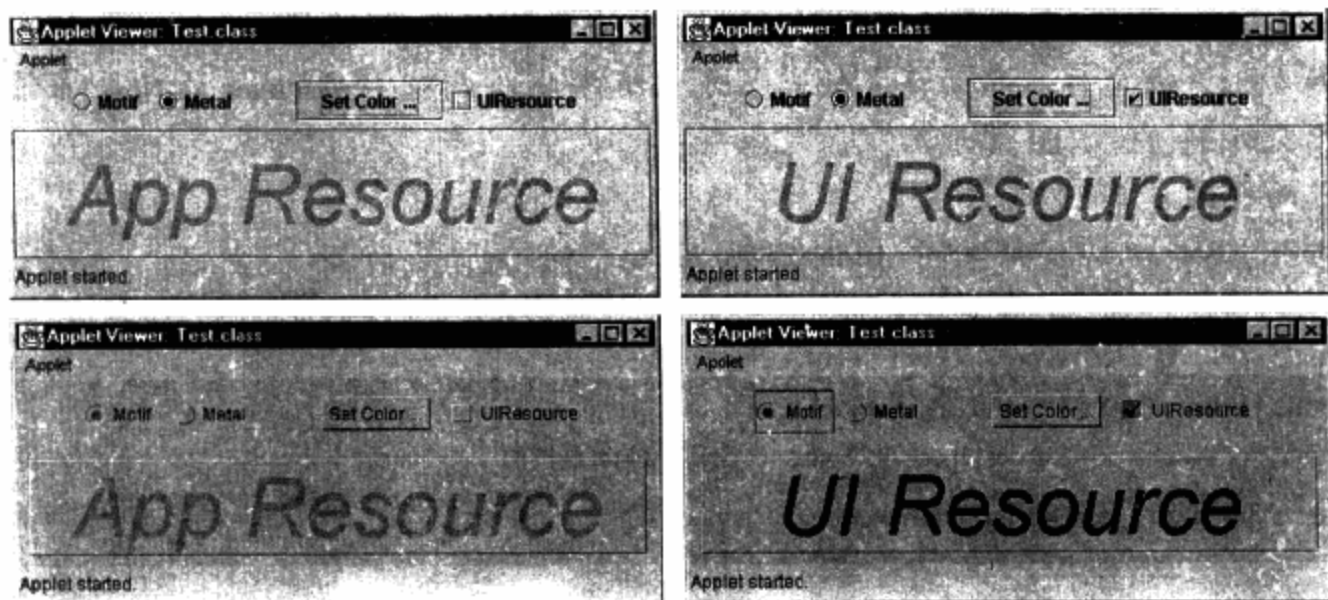 Applet Viewer: Test.class
Applet
Motif Metal Set Color ... UIResource
App Resource
Applet started.
Applet Viewer: Test.class
Applet
Motif Metal Set Color ... UIResource
UI Resource
Applet started.
Applet Viewer: Test.class
Applet
Motif Metal Set Color... UIResource
App Resource
Applet started.
Applet Viewer: Test.class
Applet
Motif Metal Set Color... UIResource
UI Resource
Applet started.